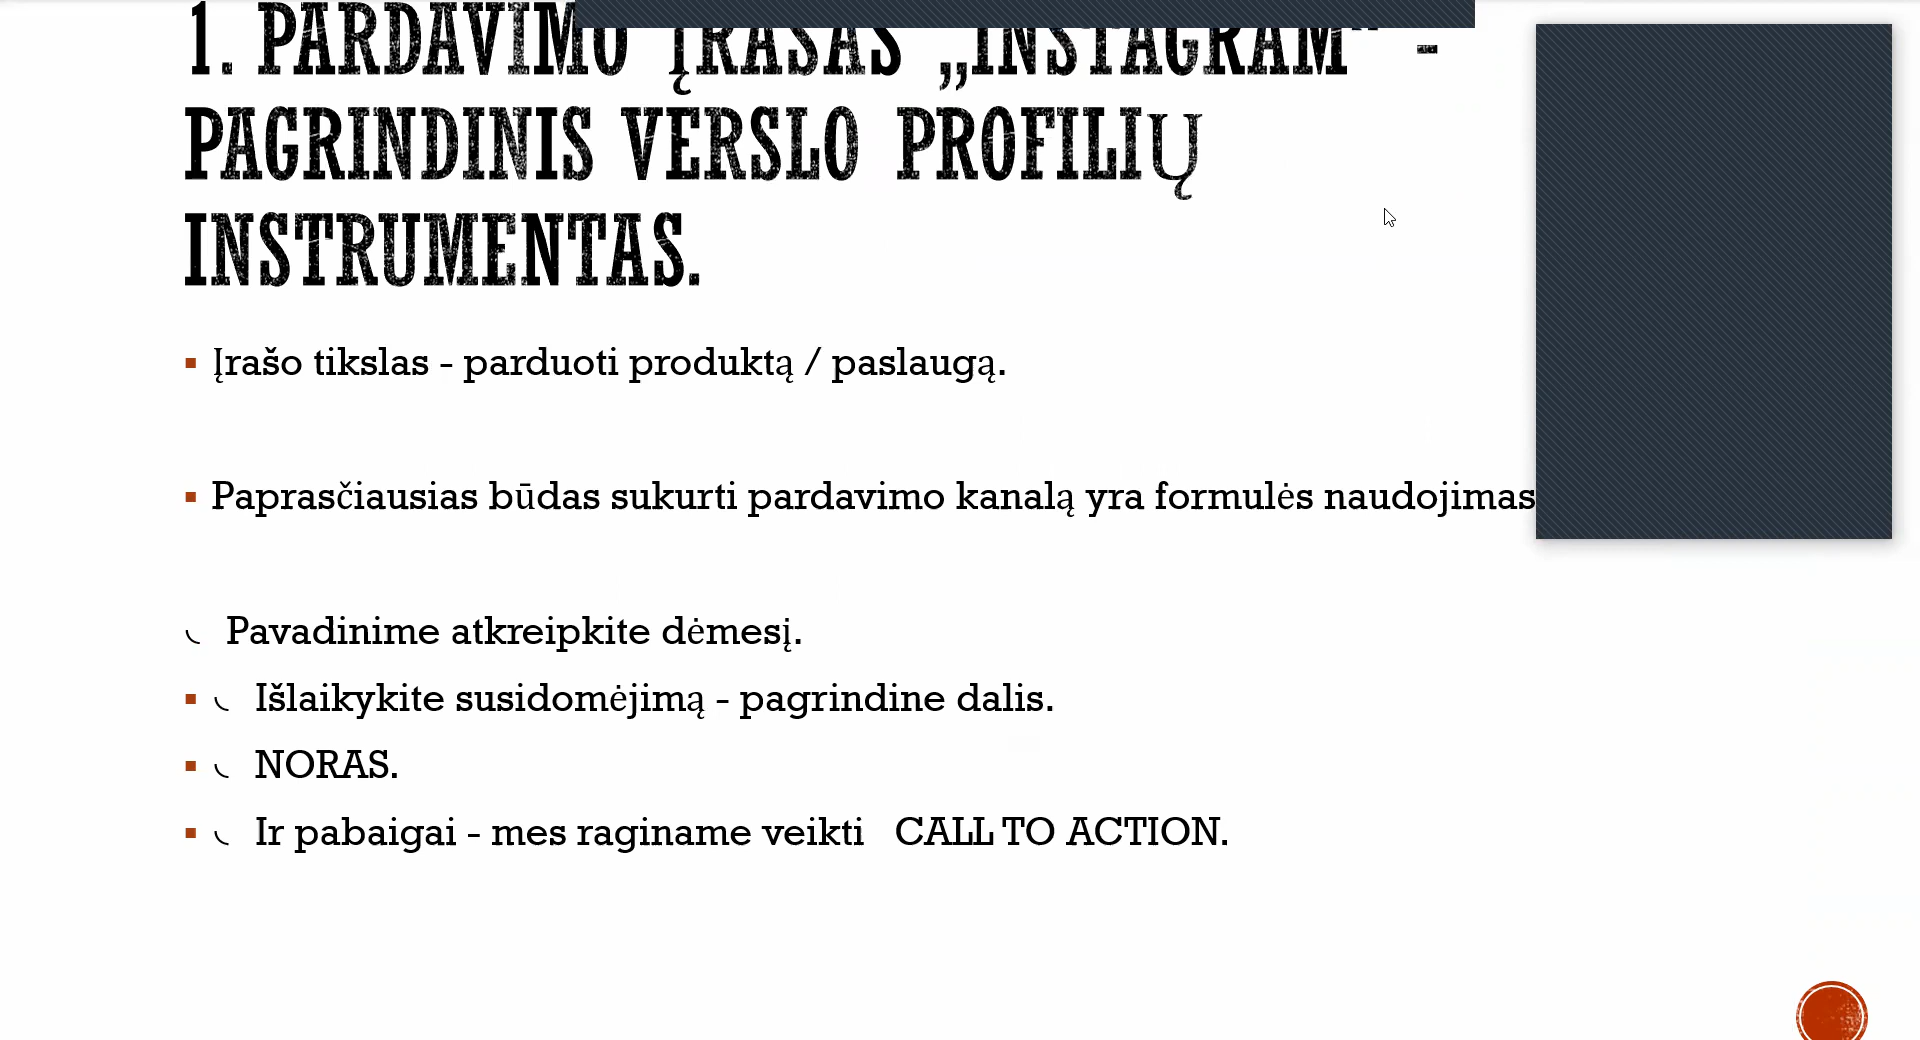 1. PARDAVIMO ĮRAŠAS „INSTAGRAM“ -
PAGRINDINIS VERSLO PROFILIŲ
INSTRUMENTAS.
Įrašo tikslas - parduoti produktą / paslaugą.
Paprasčiausias būdas sukurti pardavimo kanalą yra formulės naudojimas
Pavadinime atkreipkite dėmesį.
Išlaikykite susidomėjimą - pagrindine dalis.
NORAS.
Ir pabaigai - mes raginame veikti CALL TO ACTION.